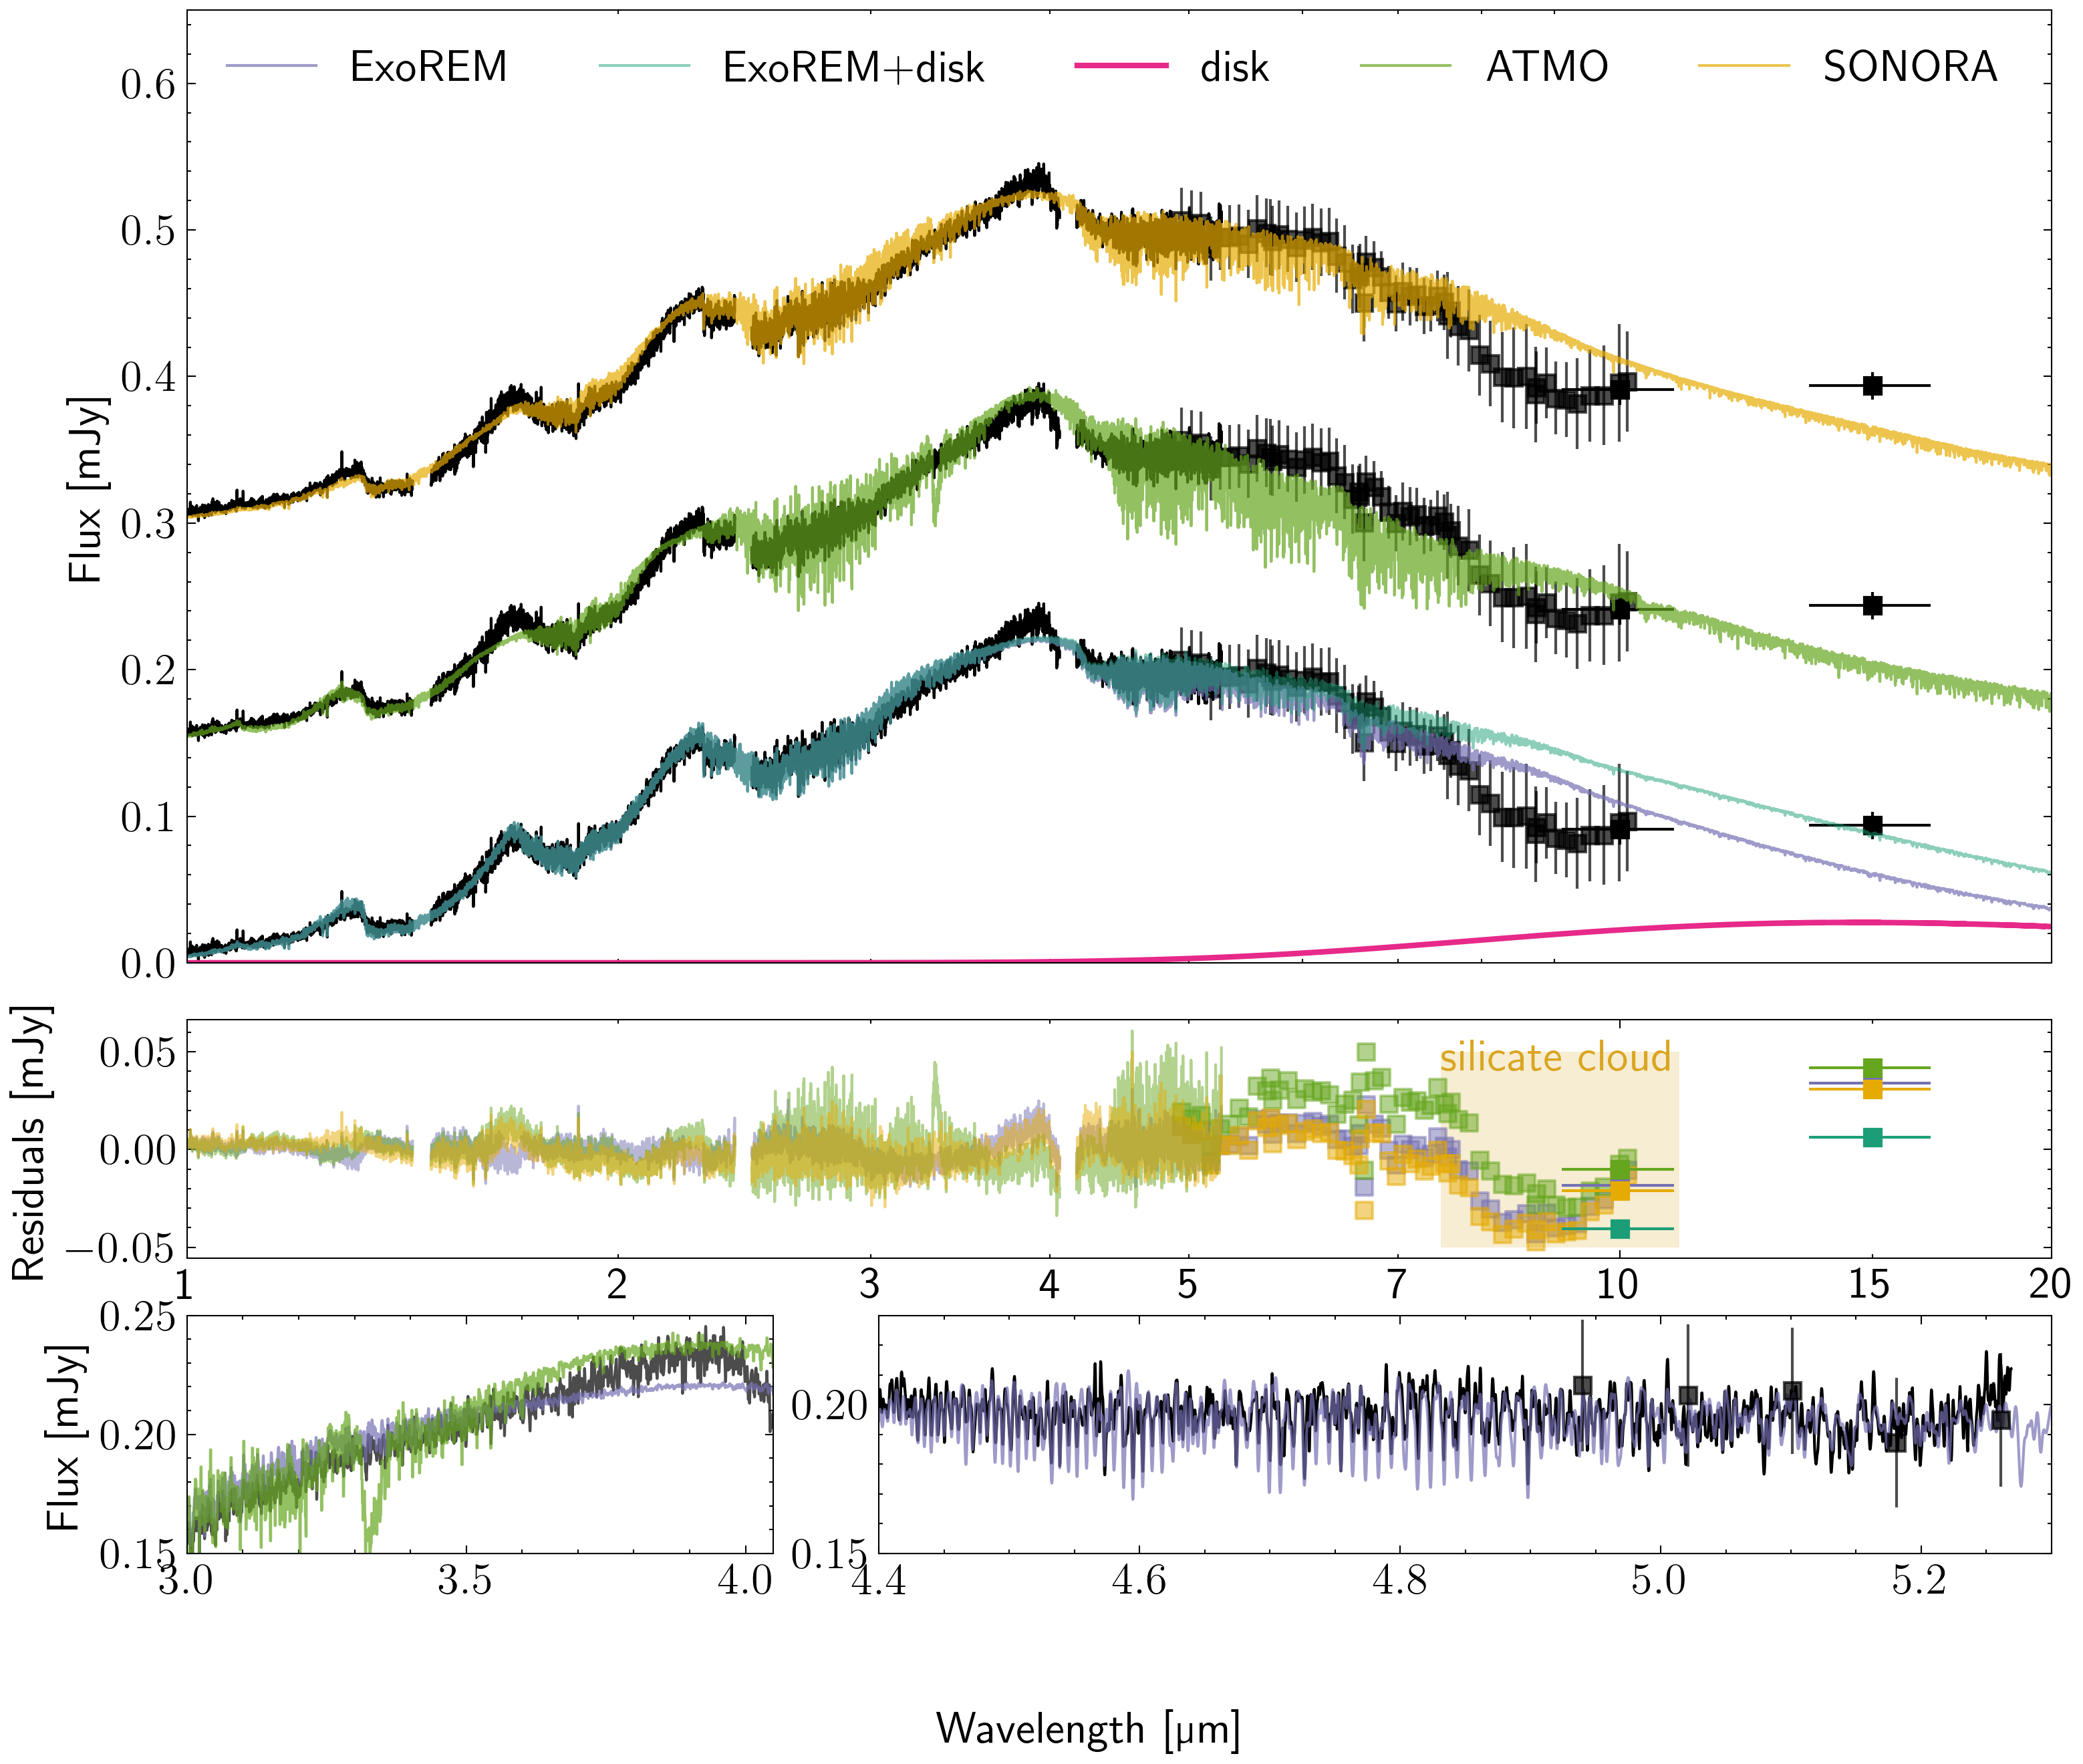 ExoREM ExoREM+disk disk ATMO SONORA
0.6
0.5
0.4
0.3
0.2
0.1
0.0
Flux [mJy]
silicate cloud
0.05
0.00
−0.05
Residuals [mJy]
1 2 3 4 5 7 10 15 20
0.25
0.20
0.15
Flux [mJy]
3.0 3.5 4.0
0.20
0.15
4.4 4.6 4.8 5.0 5.2
Wavelength [µm]